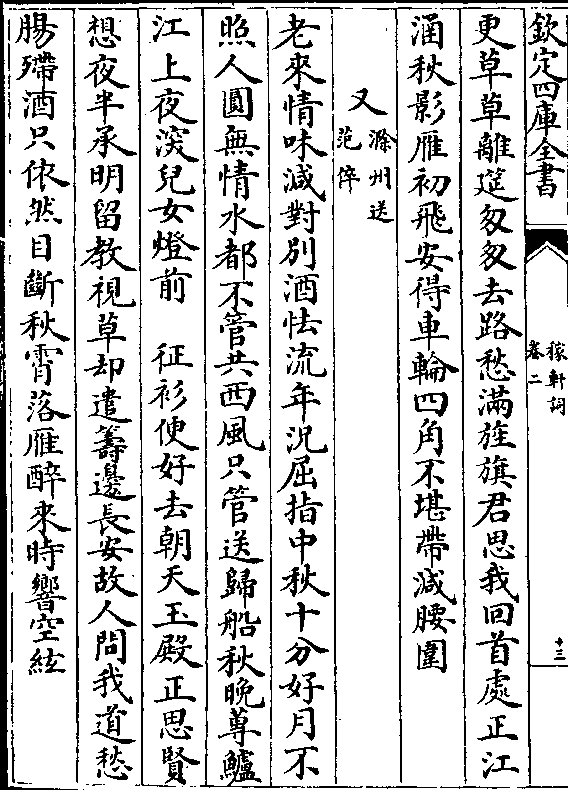 欽定四庫全書
稼軒詞
卷二
十三
更草草離筵匆匆去路愁滿旌旗君思我回首處正江
涵秋影雁初飛安得車輪四角不堪帶減腰圍
又
滁州送
范倅
老來情味減對別酒怯流年況屈指中秋十分好月不
照人圓無情水都不管共西風只管送歸船秋晚蓴鱸
江上夜深兒女燈前　征衫便好去朝天玉殿正思賢
想夜半承明留教視草却遣籌邊長安故人問我道愁
腸殢酒只依然目斷秋霄落雁醉來時響空絃